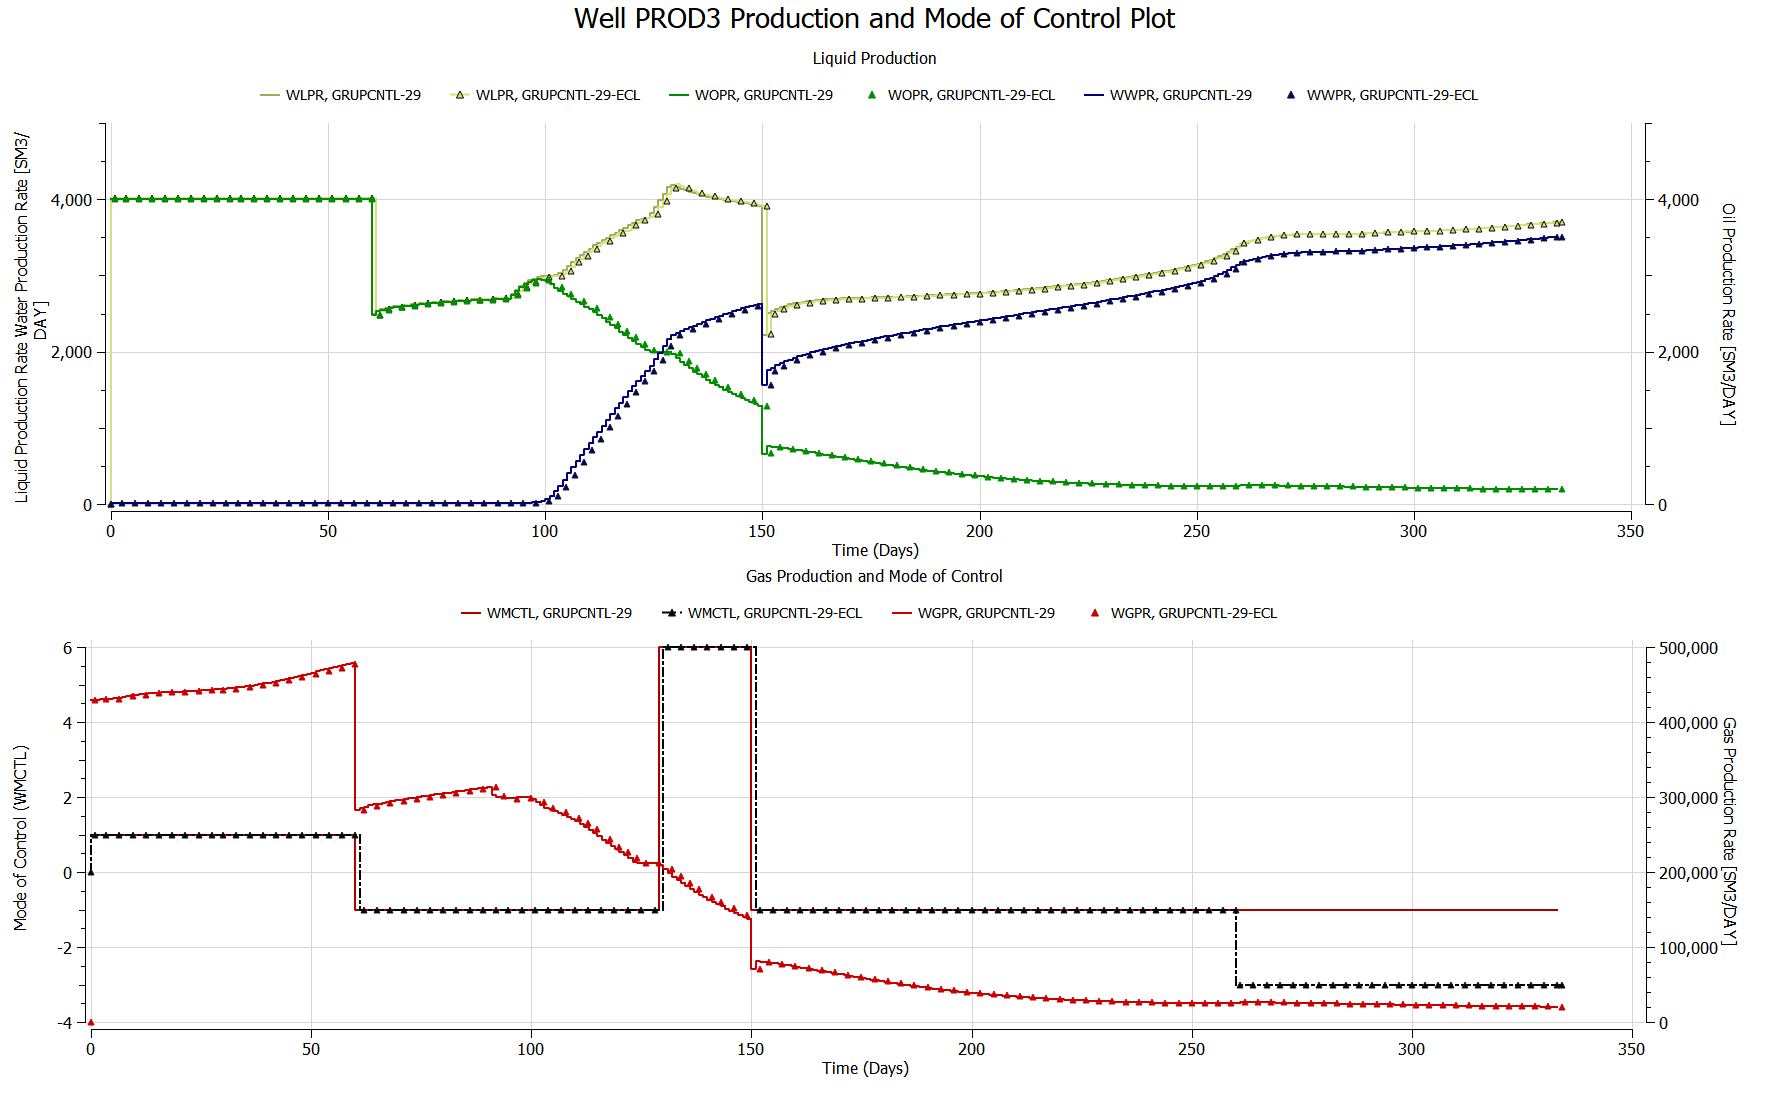 Well PROD3 Production and Mode of Control Plot
Liquid Production
WLPR, GRUPCNTL-29 WLPR, GRUPCNTL-29-ECL WOPR, GRUPCNTL-29 WOPR, GRUPCNTL-29-ECL WWPR, GRUPCNTL-29 WWPR, GRUPCNTL-29-ECL
Liquid Production Rate Water Production Rate [SM3/
DAY]
4,000
2,000
0
4,000
2,000
0
Oil Production Rate [SM3/DAY]
0 50 100 150 200 250 300 350
Time (Days)
Gas Production and Mode of Control
WMCTL, GRUPCNTL-29 WMCTL, GRUPCNTL-29-ECL WGPR, GRUPCNTL-29 WGPR, GRUPCNTL-29-ECL
Mode of Control (WMCTL)
6
4
2
0
-2
-4
500,000
400,000
300,000
200,000
100,000
0
Gas Production Rate [SM3/DAY]
0 50 100 150 200 250 300 350
Time (Days)